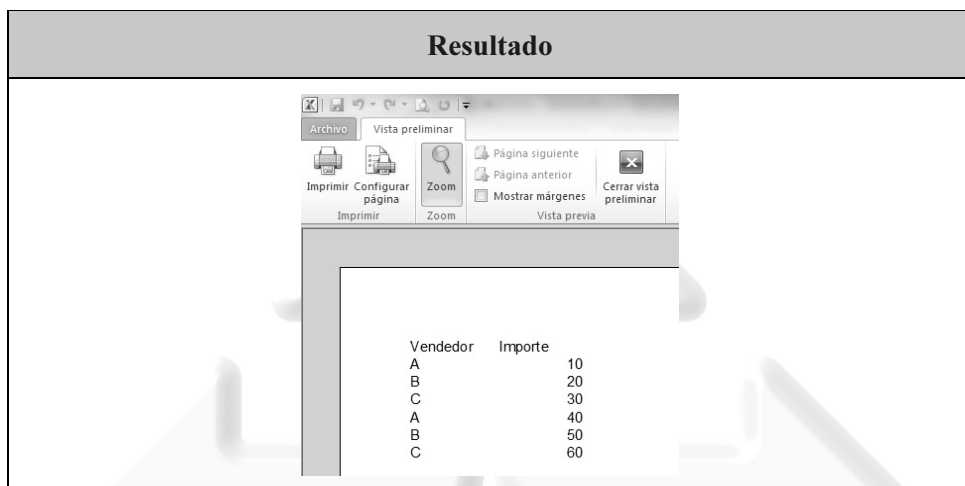 Resultado
Archivo
Vista preliminar
Imprimir
Configurar
página
Zoom
Página siguiente
Página anterior
Mostrar márgenes
Cerrar vista
preliminar
Imprimir
Zoom
Vista previa
Vendedor Importe
A 10
B 20
C 30
A 40
B 50
C 60